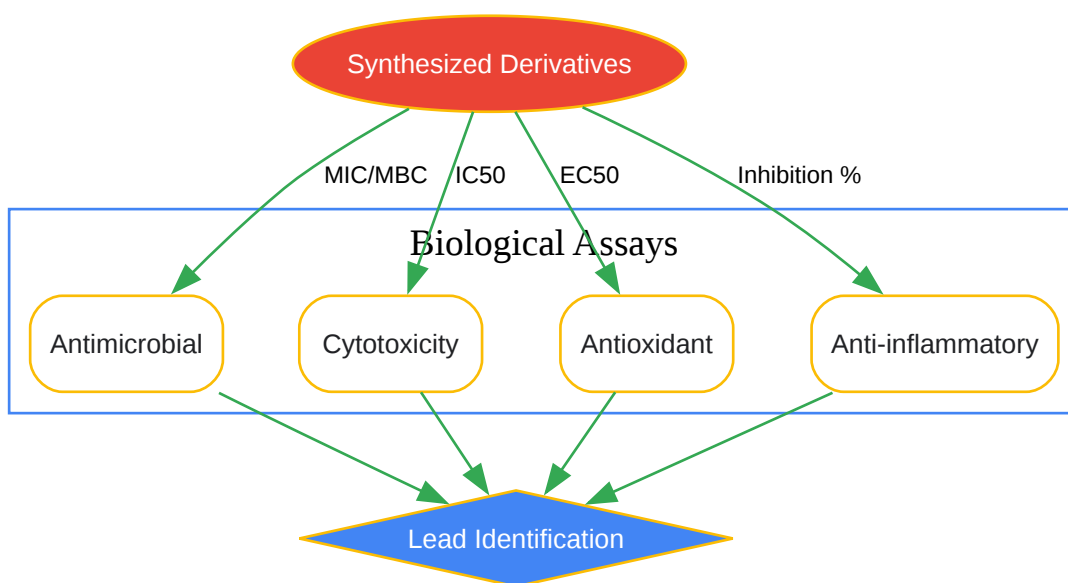 Synthesized Derivatives
MIC/MBC
IC50
EC50
Inhibition %
Biological Assays
Antimicrobial
Cytotoxicity
Antioxidant
Anti-inflammatory
Lead Identification